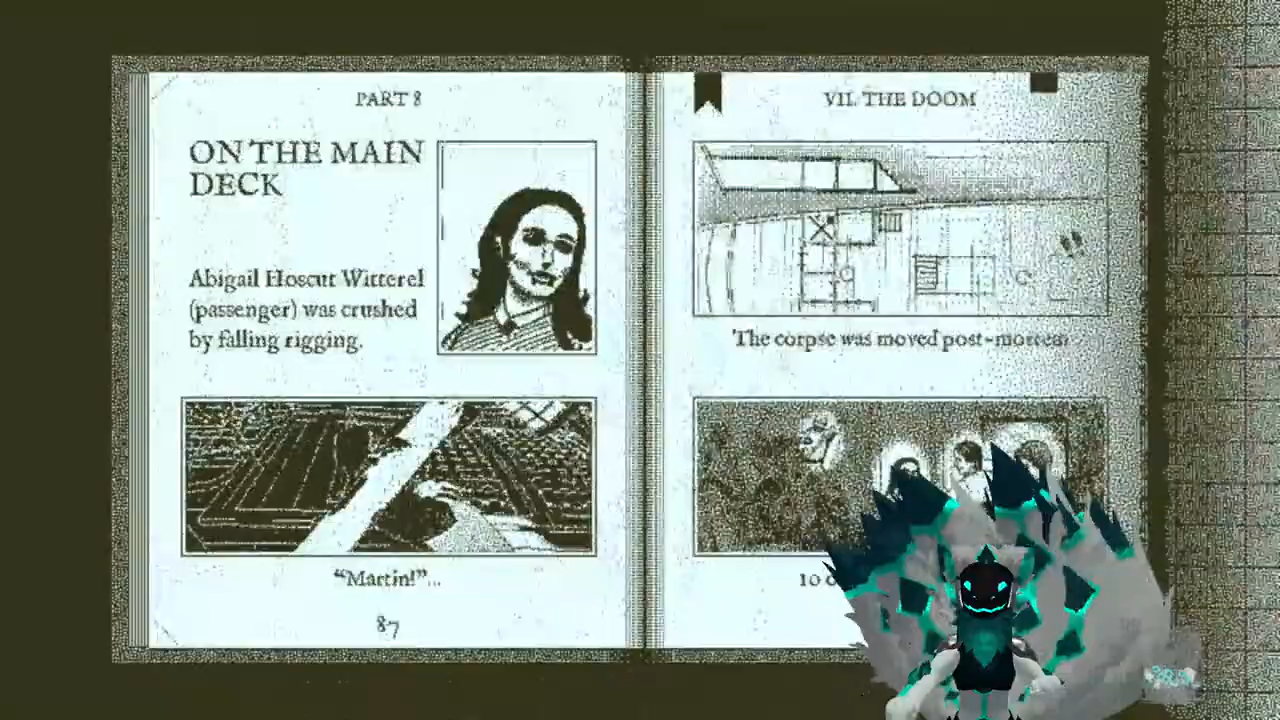 PART 8
ON THE MAIN
DECK
Abigail Hoscut Witterel
(passenger) was crushed
by falling rigging.
“Martin!”...
87
VII. THE DOOM
The corpse was moved post-mortem
10